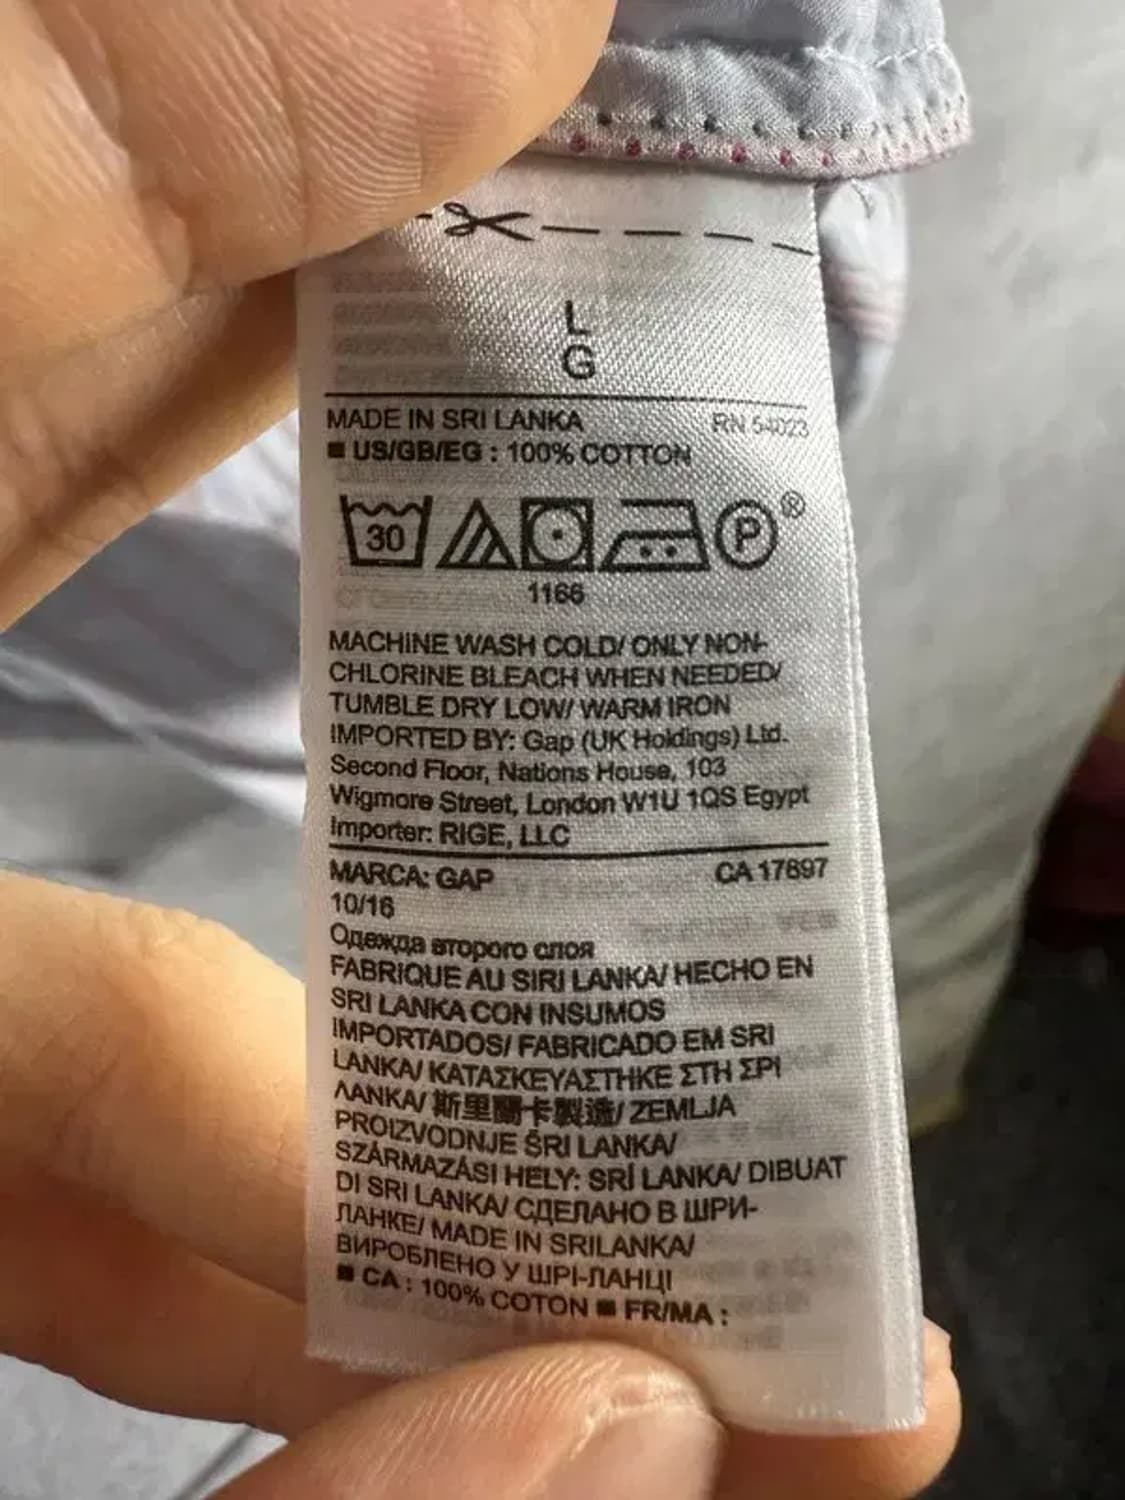 L
G
MADE IN SRI LANKA RN 54023
■ US/GB/EG : 100% COTTON
30 P ®
1166
MACHINE WASH COLD/ ONLY NON-
CHLORINE BLEACH WHEN NEEDED/
TUMBLE DRY LOW/ WARM IRON
IMPORTED BY: Gap (UK Holdings) Ltd.
Second Floor, Nations House, 103
Wigmore Street, London W1U 1QS Egypt
Importer: RIGE, LLC
MARCA: GAP CA 17897
10/16
Одежда второго слоя
FABRIQUE AU SIRI LANKA/ HECHO EN
SRI LANKA CON INSUMOS
IMPORTADOS/ FABRICADO EM SRI
LANKA/ ΚΑΤΑΣΚΕΥΑΣΤΗΚΕ ΣΤΗ ΣΡΙ
ΛΑΝΚΑ/ 斯里蘭卡製造/ ZEMLJA
PROIZVODNJE ŠRI LANKA/
SZÁRMAZÁSI HELY: SRÍ LANKA/ DIBUAT
DI SRI LANKA/ СДЕЛАНО В ШРИ-
ЛАНКЕ/ MADE IN SRILANKA/
ВИРОБЛЕНО У ШРІ-ЛАНЦІ
■ CA : 100% COTON ■ FR/MA :